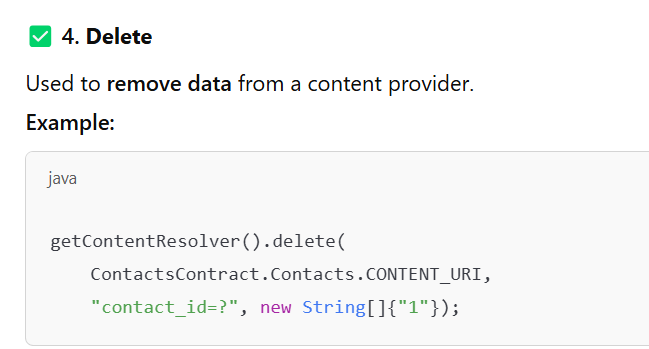 ✅ 4. Delete
Used to remove data from a content provider.
Example:
java
getContentResolver().delete(
    ContactsContract.Contacts.CONTENT_URI,
    "contact_id=?", new String[]{"1"});